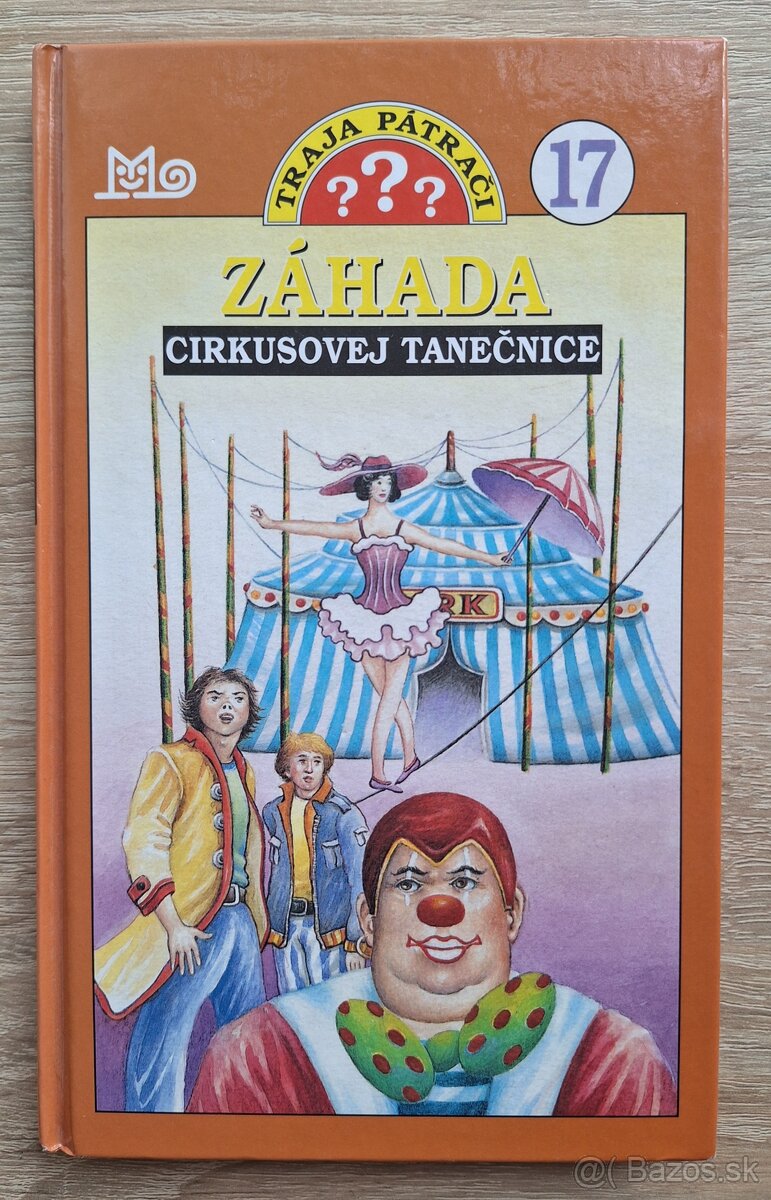 TRAJA PÁTRAČI
???
17
ZÁHADA
CIRKUSOVEJ TANEČNICE
RK
@( Bazos.sk